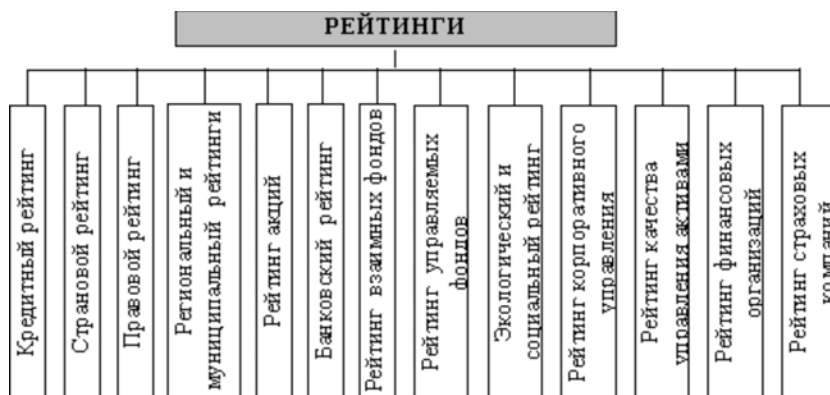 РЕЙТИНГИ
Кредитный рейтинг
Страновой рейтинг
Правовой рейтинг
Региональный и
муниципальный рейтинги
Рейтинг акций
Банковский рейтинг
Рейтинг взаимных фондов
Рейтинг управляемых
фондов
Экологический и
социальный рейтинг
Рейтинг корпоративного
управления
Рейтинг качества
управления активами
Рейтинг финансовых
организаций
Рейтинг страховых
компаний